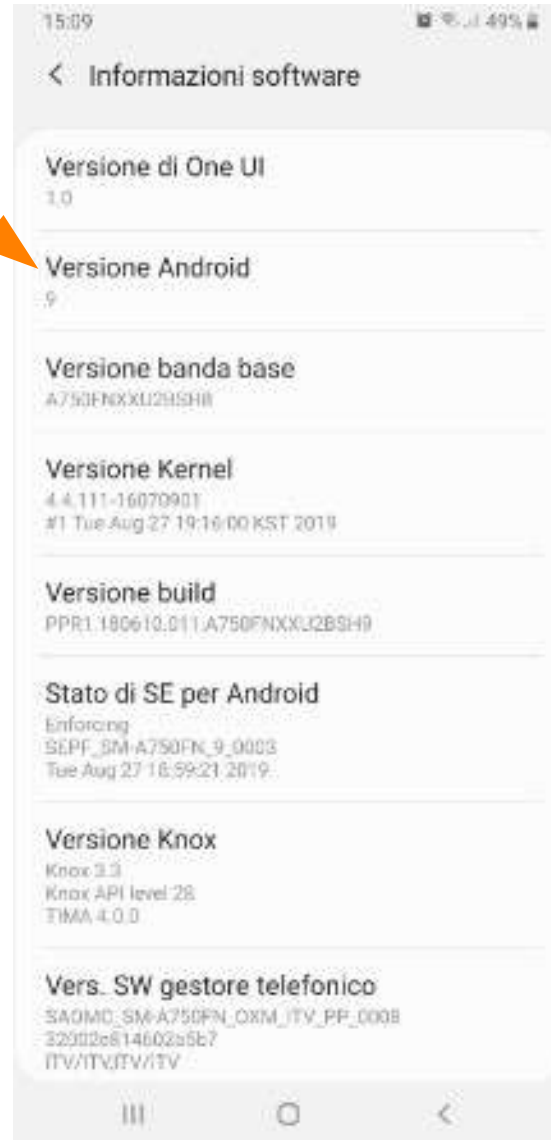 15:09 49%
Informazioni software
Versione di One UI
1.0
Versione Android
9
Versione banda base
A750FNXXU2BSH8
Versione Kernel
4.4.111-16070901
#1 Tue Aug 27 19:16:00 KST 2019
Versione build
PPR1.180610.011.A750FNXXU2BSH9
Stato di SE per Android
Enforcing
SEPF_SM-A750FN_9_0003
Tue Aug 27 18:59:21 2019
Versione Knox
Knox 3.3
Knox API level 28
TIMA 4.0.0
Vers. SW gestore telefonico
SAOMC_SM-A750FN_OXM_ITV_PP_0008
ITV/ITV,ITV/ITV